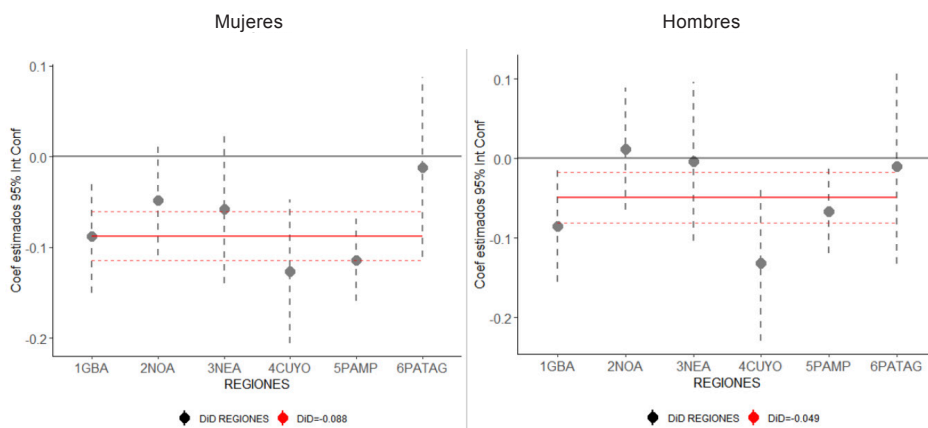 Mujeres
Coef estimados 95% Int Conf
0.1
0.0
-0.1
-0.2
1GBA 2NOA 3NEA 4CUYO 5PAMP 6PATAG
REGIONES
DiD REGIONES DiD=-0.088
Hombres
Coef estimados 95% Int Conf
0.1
0.0
-0.1
-0.2
1GBA 2NOA 3NEA 4CUYO 5PAMP 6PATAG
REGIONES
DiD REGIONES DiD=-0.049